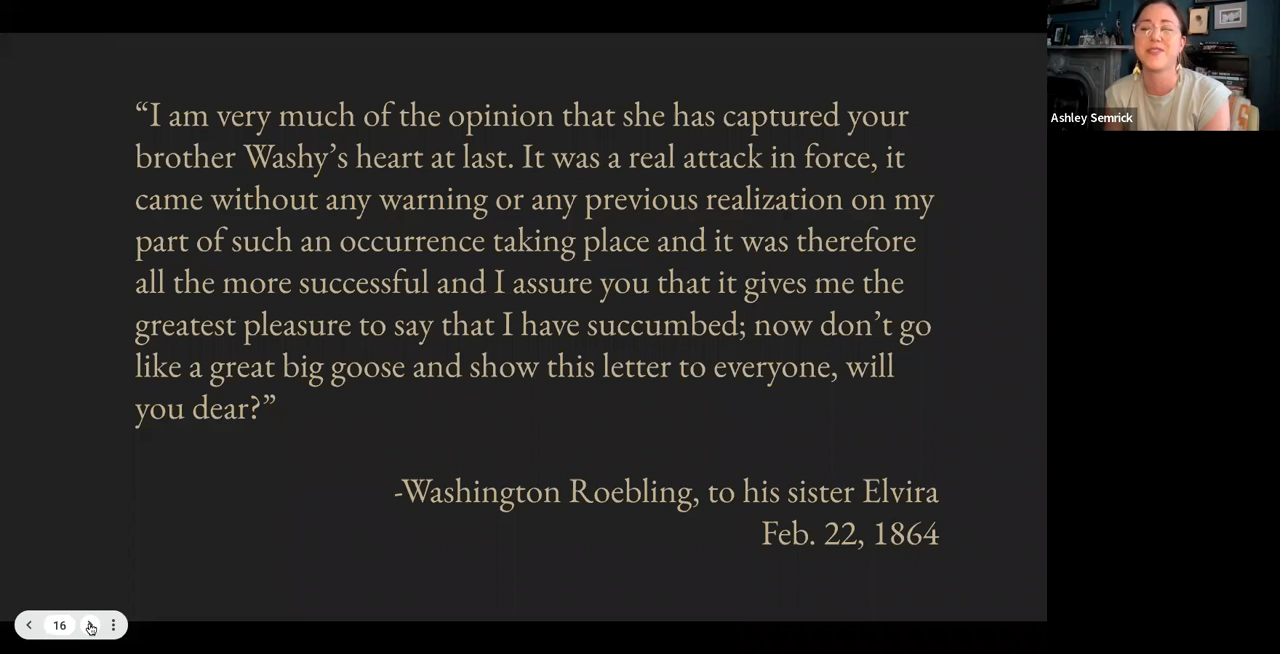 “I am very much of the opinion that she has captured your
brother Washy’s heart at last. It was a real attack in force, it
came without any warning or any previous realization on my
part of such an occurrence taking place and it was therefore
all the more successful and I assure you that it gives me the
greatest pleasure to say that I have succumbed; now don’t go
like a great big goose and show this letter to everyone, will
you dear?”
-Washington Roebling, to his sister Elvira
Feb. 22, 1864
Ashley Semrick
16